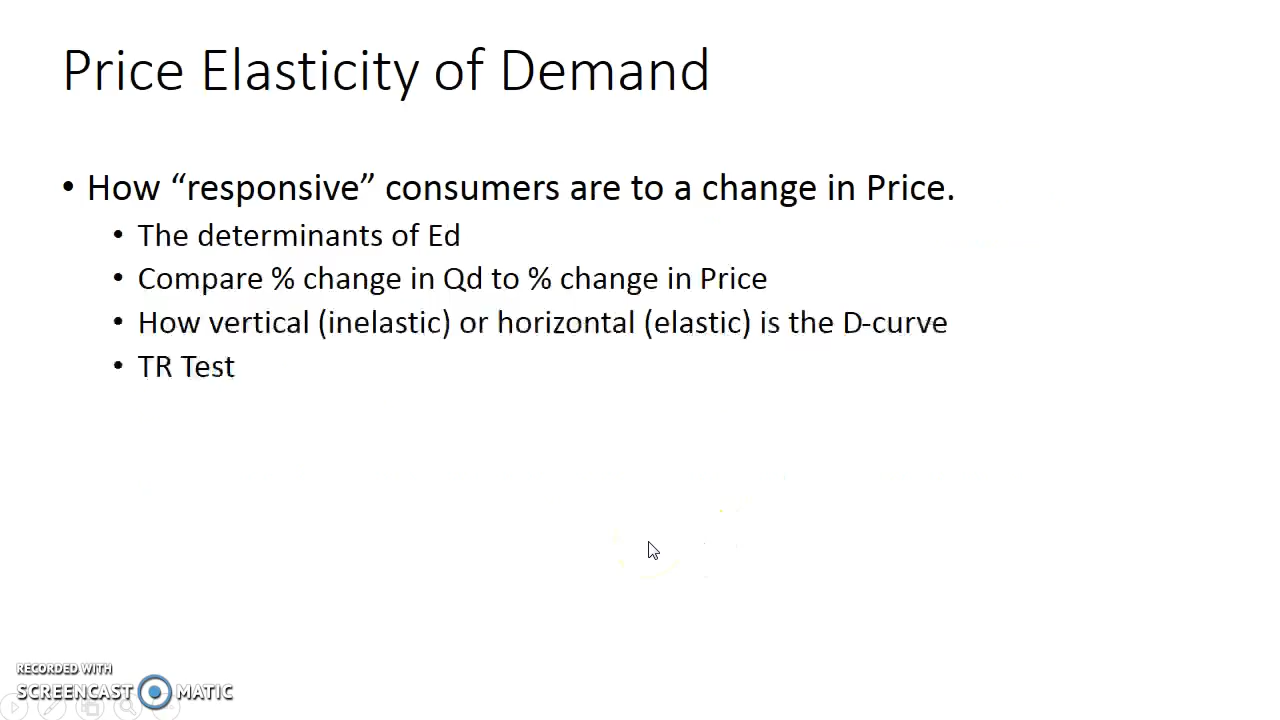 Price Elasticity of Demand
• How “responsive” consumers are to a change in Price.
• The determinants of Ed
• Compare % change in Qd to % change in Price
• How vertical (inelastic) or horizontal (elastic) is the D-curve
• TR Test
RECORDED WITH
SCREENCAST MATIC